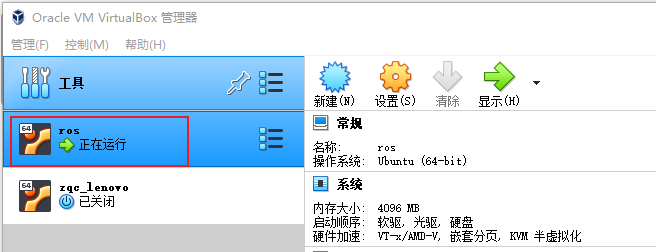 Oracle VM VirtualBox 管理器
管理(F) 控制(M) 帮助(H)
工具
新建(N) 设置(S) 清除 显示(H)
64 ros
正在运行
64 zqc_lenovo
已关闭
常规
名称: ros
操作系统: Ubuntu (64-bit)
系统
内存大小: 4096 MB
启动顺序: 软驱, 光驱, 硬盘
硬件加速: VT-x/AMD-V, 嵌套分页, KVM 半虚拟化